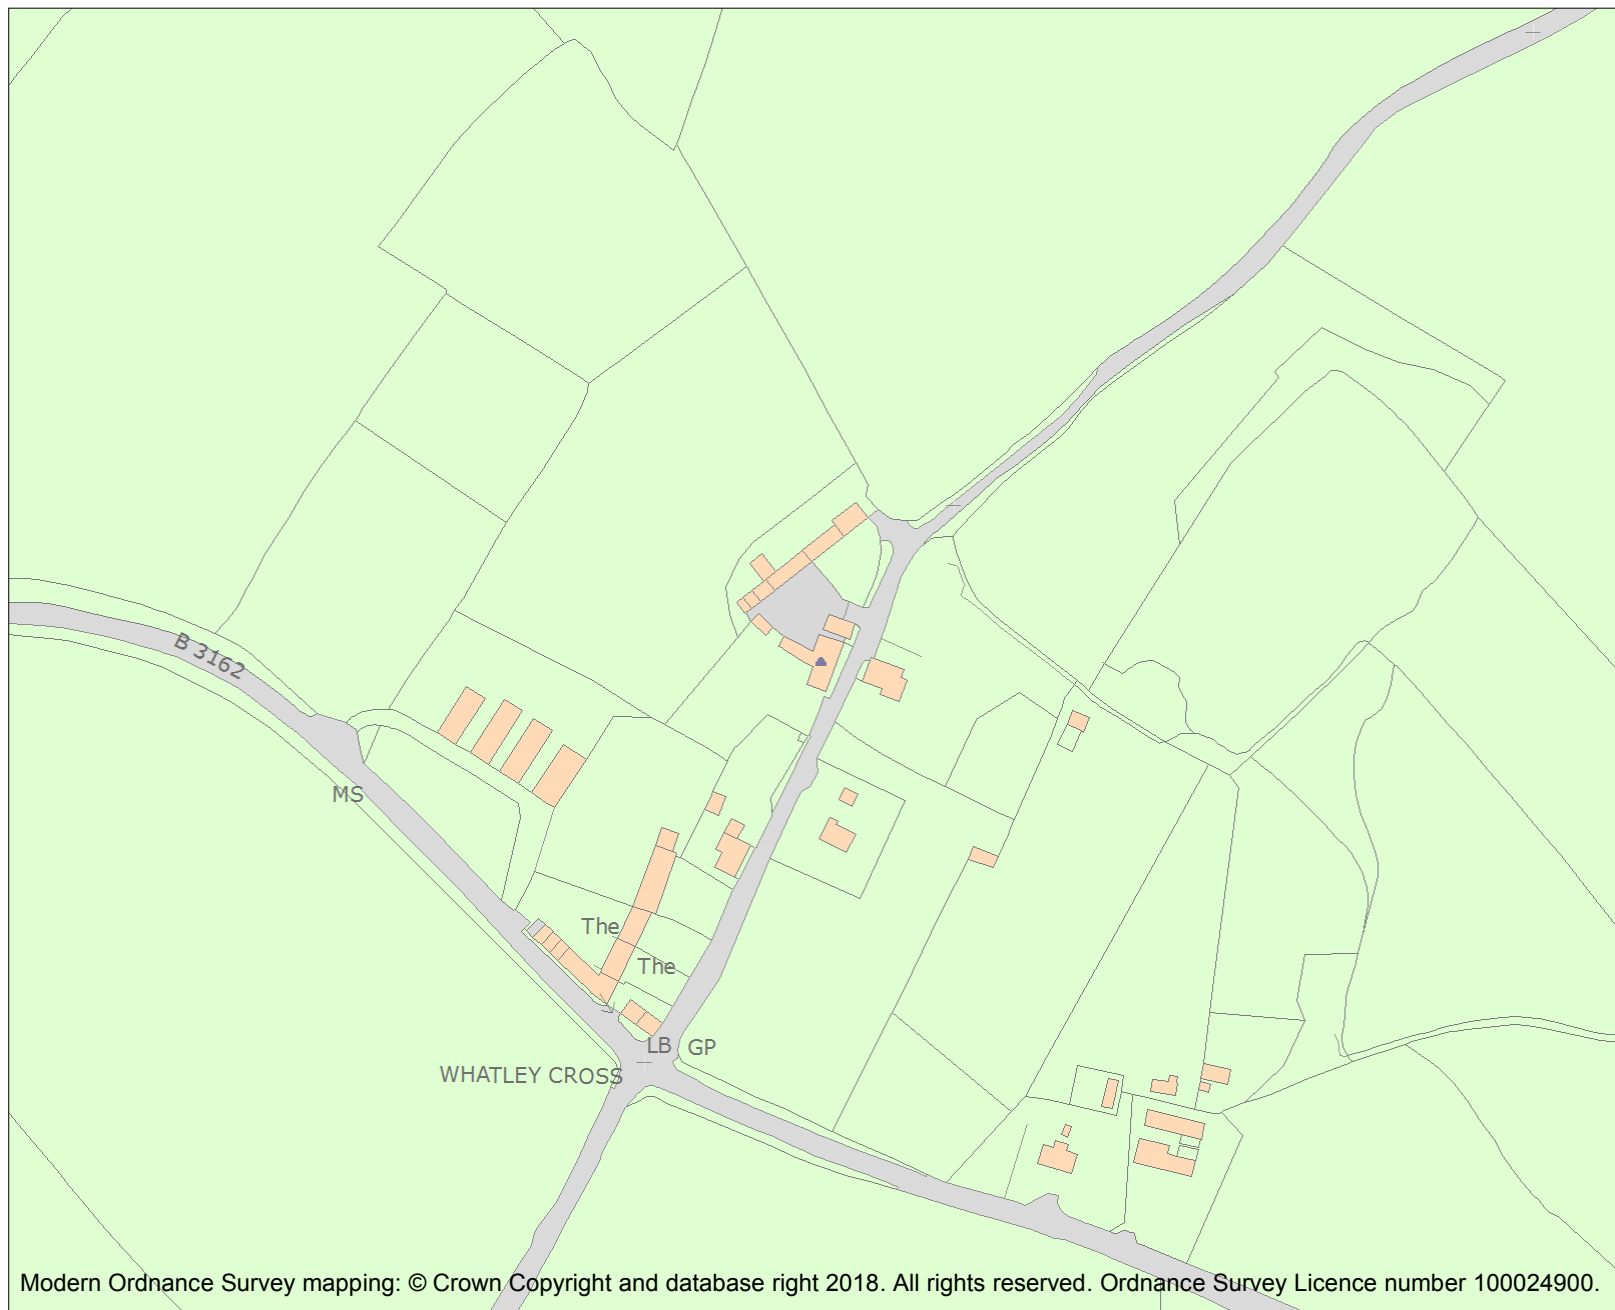 B 3162
MS
The
The
LB GP
WHATLEY CROSS
Modern Ordnance Survey mapping: © Crown Copyright and database right 2018. All rights reserved. Ordnance Survey Licence number 100024900.